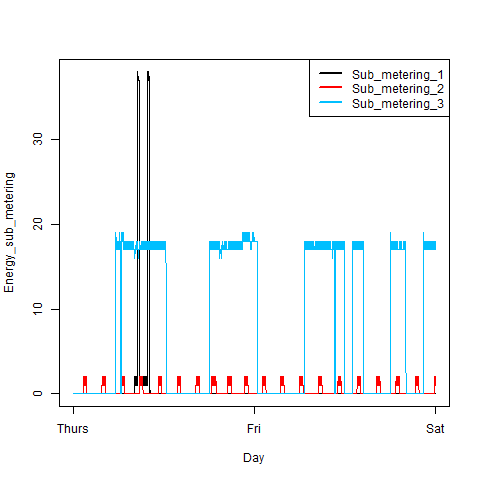 Sub_metering_1
Sub_metering_2
Sub_metering_3
Energy_sub_metering
30
20
10
0
Thurs Fri Sat
Day